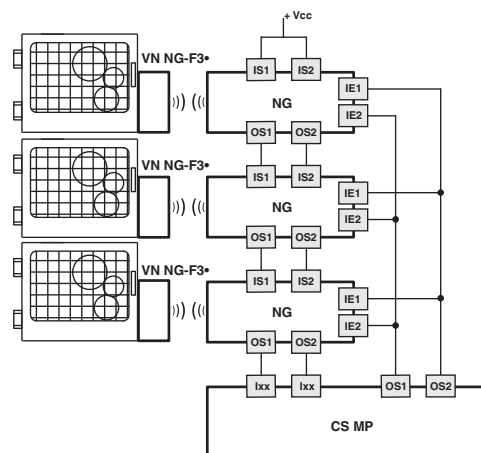 + Vcc
VN NG-F3•
IS1 IS2
IE1
NG
IE2
OS1 OS2
VN NG-F3•
IS1 IS2
IE1
NG
IE2
OS1 OS2
VN NG-F3•
IS1 IS2
IE1
NG
IE2
OS1 OS2
Ixx Ixx OS1 OS2
CS MP